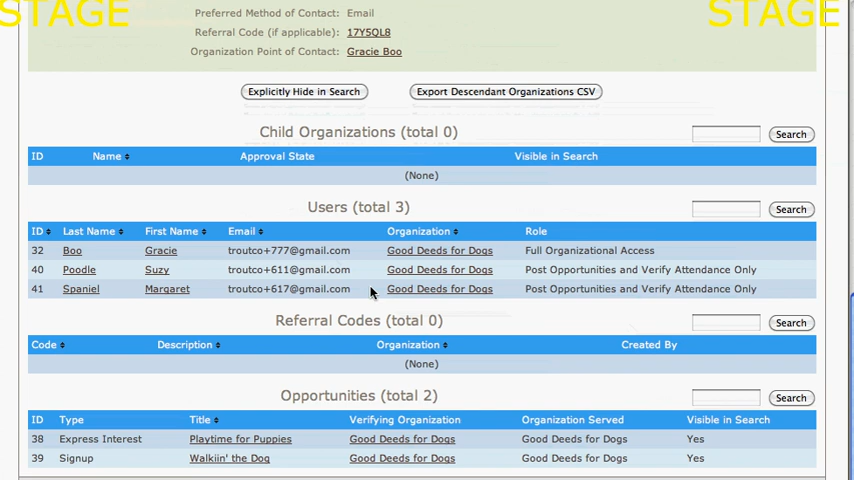 STAGE STAGE
Preferred Method of Contact: Email
Referral Code (if applicable): 17Y5QL8
Organization Point of Contact: Gracie Boo
Explicitly Hide in Search Export Descendant Organizations CSV
Child Organizations (total 0) Search
ID Name Approval State Visible in Search
(None)
Users (total 3) Search
ID Last Name First Name Email Organization Role
32 Boo Gracie troutco+777@gmail.com Good Deeds for Dogs Full Organizational Access
40 Poodle Suzy troutco+611@gmail.com Good Deeds for Dogs Post Opportunities and Verify Attendance Only
41 Spaniel Margaret troutco+617@gmail.com Good Deeds for Dogs Post Opportunities and Verify Attendance Only
Referral Codes (total 0) Search
Code Description Organization Created By
(None)
Opportunities (total 2) Search
ID Type Title Verifying Organization Organization Served Visible in Search
38 Express Interest Playtime for Puppies Good Deeds for Dogs Good Deeds for Dogs Yes
39 Signup Walkiin' the Dog Good Deeds for Dogs Good Deeds for Dogs Yes